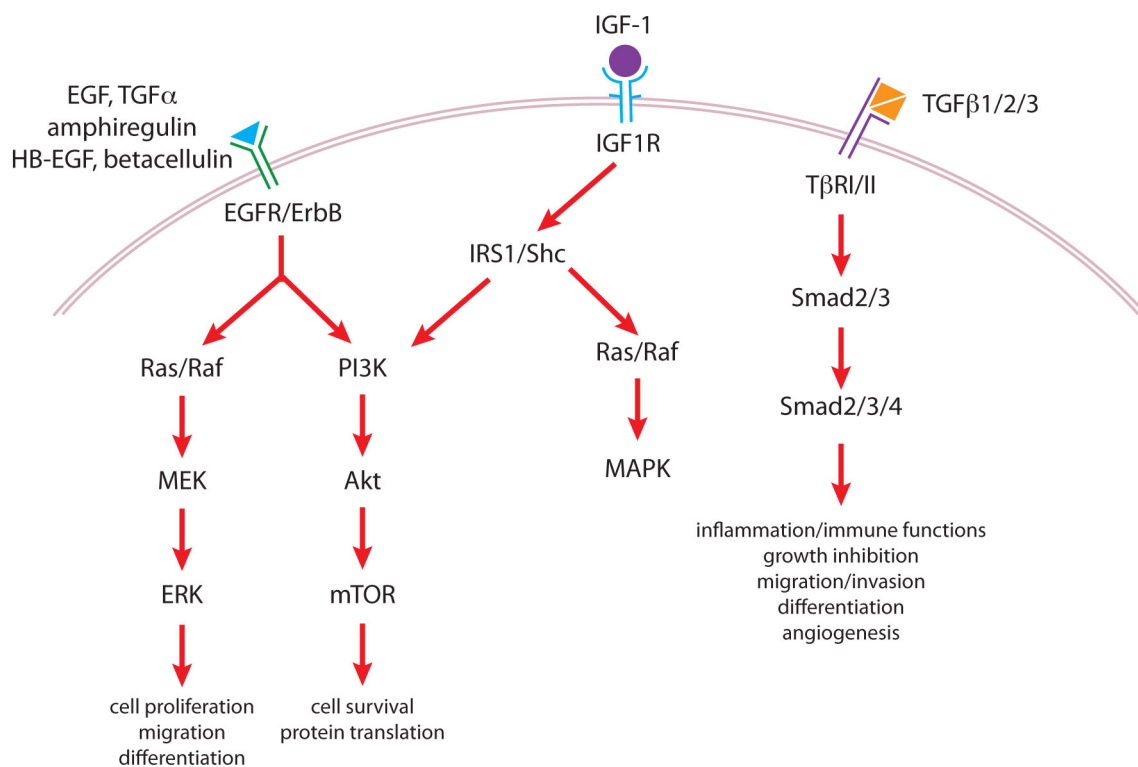 IGF-1
EGF, TGFα
amphiregulin
HB-EGF, betacellulin
TGFβ1/2/3
IGF1R
TβRI/II
EGFR/ErbB
IRS1/Shc
Smad2/3
Ras/Raf
PI3K
Ras/Raf
Smad2/3/4
MEK
Akt
MAPK
inflammation/immune functions
growth inhibition
migration/invasion
differentiation
angiogenesis
ERK
mTOR
cell proliferation
migration
differentiation
cell survival
protein translation